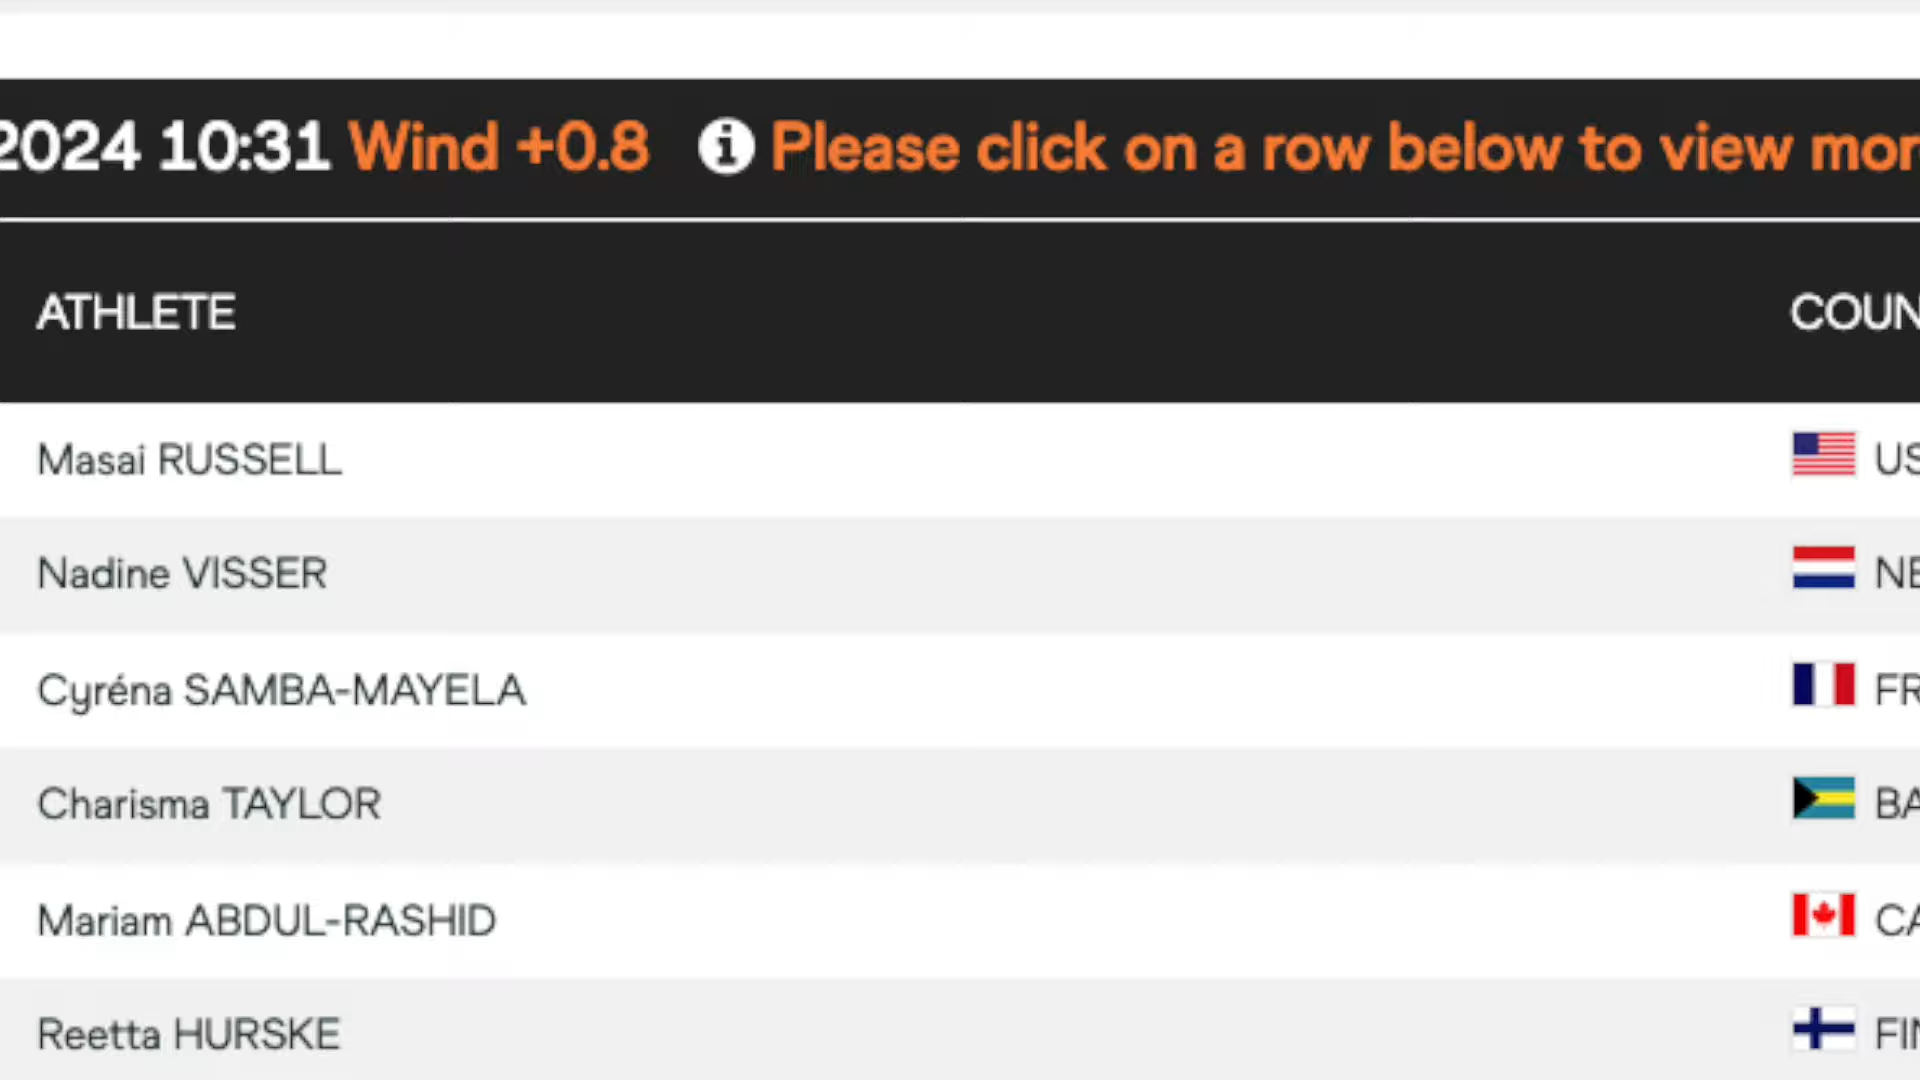 2024 10:31 Wind +0.8 Please click on a row below to view mor
ATHLETE COUN
Masai RUSSELL US
Nadine VISSER NE
Cyréna SAMBA-MAYELA FR
Charisma TAYLOR BA
Mariam ABDUL-RASHID CA
Reetta HURSKE FIN